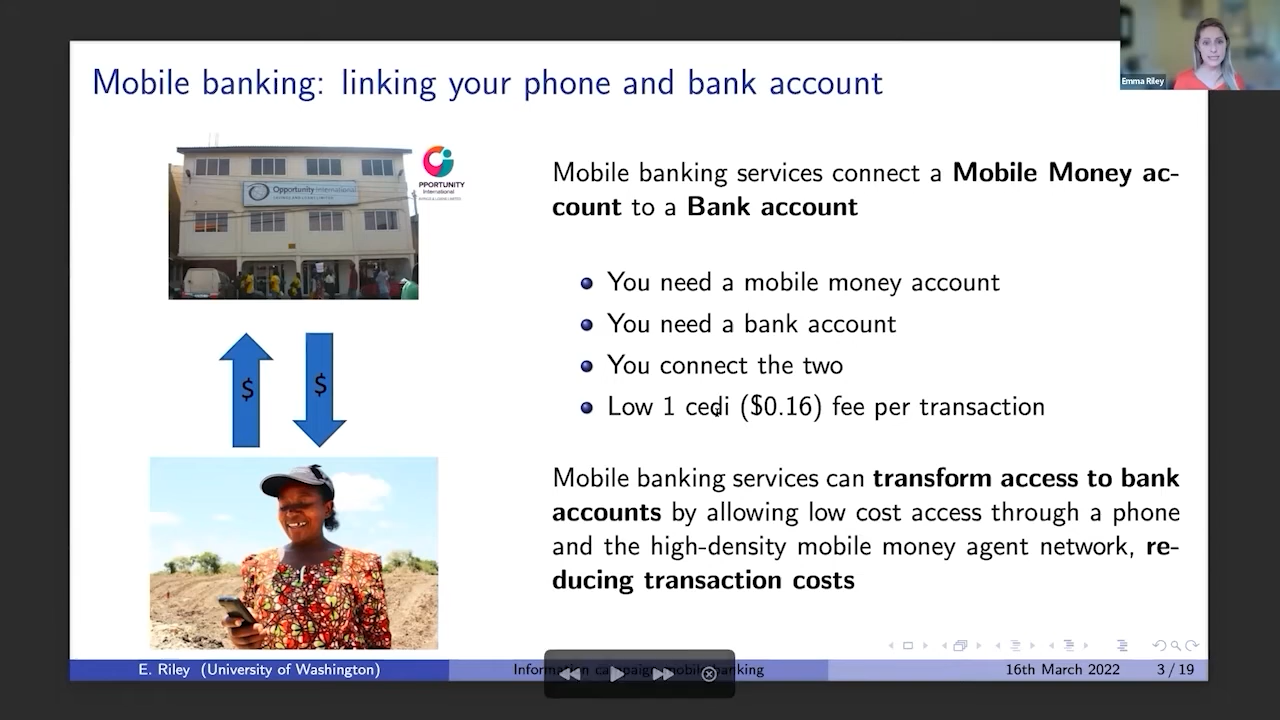 Emma Riley
Mobile banking: linking your phone and bank account
Opportunity International
PPORTUNITY
International
Mobile banking services connect a Mobile Money ac-
count to a Bank account
You need a mobile money account
You need a bank account
You connect the two
Low 1 cedi ($0.16) fee per transaction
$ $
Mobile banking services can transform access to bank
accounts by allowing low cost access through a phone
and the high-density mobile money agent network, re-
ducing transaction costs
E. Riley (University of Washington) Information campaign mobile banking 16th March 2022 3 / 19